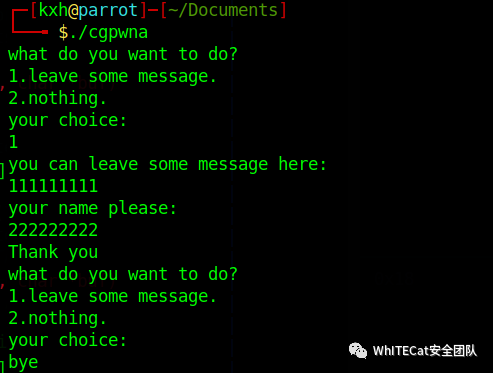 [kxh@parrot]-[~/Documents]
$./cgpwna
what do you want to do?
1.leave some message.
2.nothing.
your choice:
1
you can leave some message here:
111111111
your name please:
222222222
Thank you
what do you want to do?
1.leave some message.
2.nothing.
your choice:
bye
WhITECat安全团队